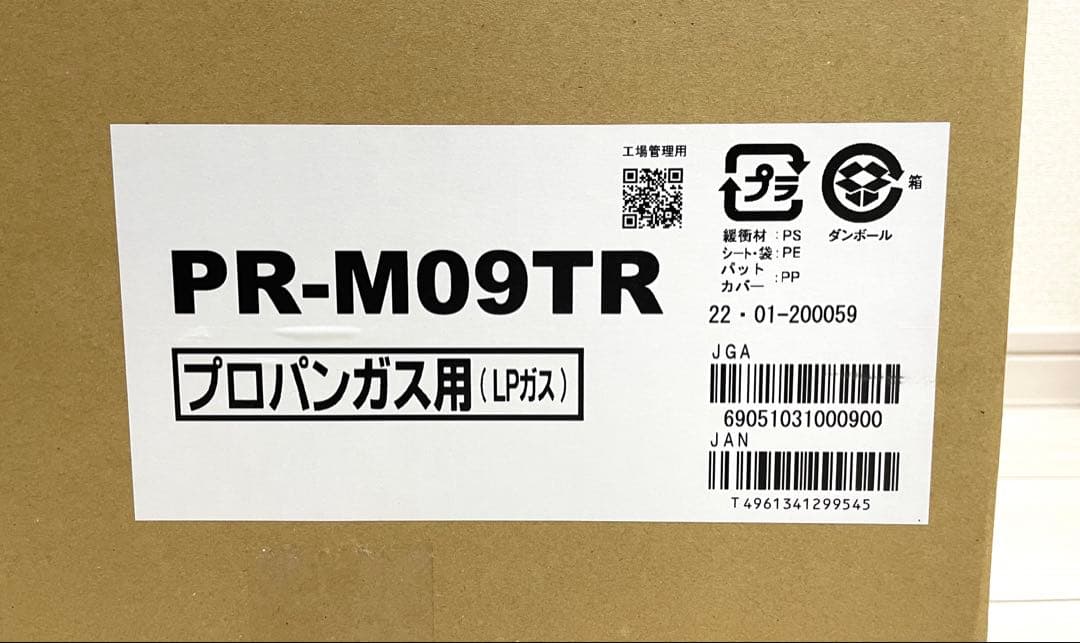 工場管理用
プラ
箱
ダンボール
緩衝材:PS
シート・袋:PE
パット
カバー:PP
PR-M09TR
22・01-200059
プロパンガス用(LPガス)
JGA
69051031000900
JAN
T4961341299545